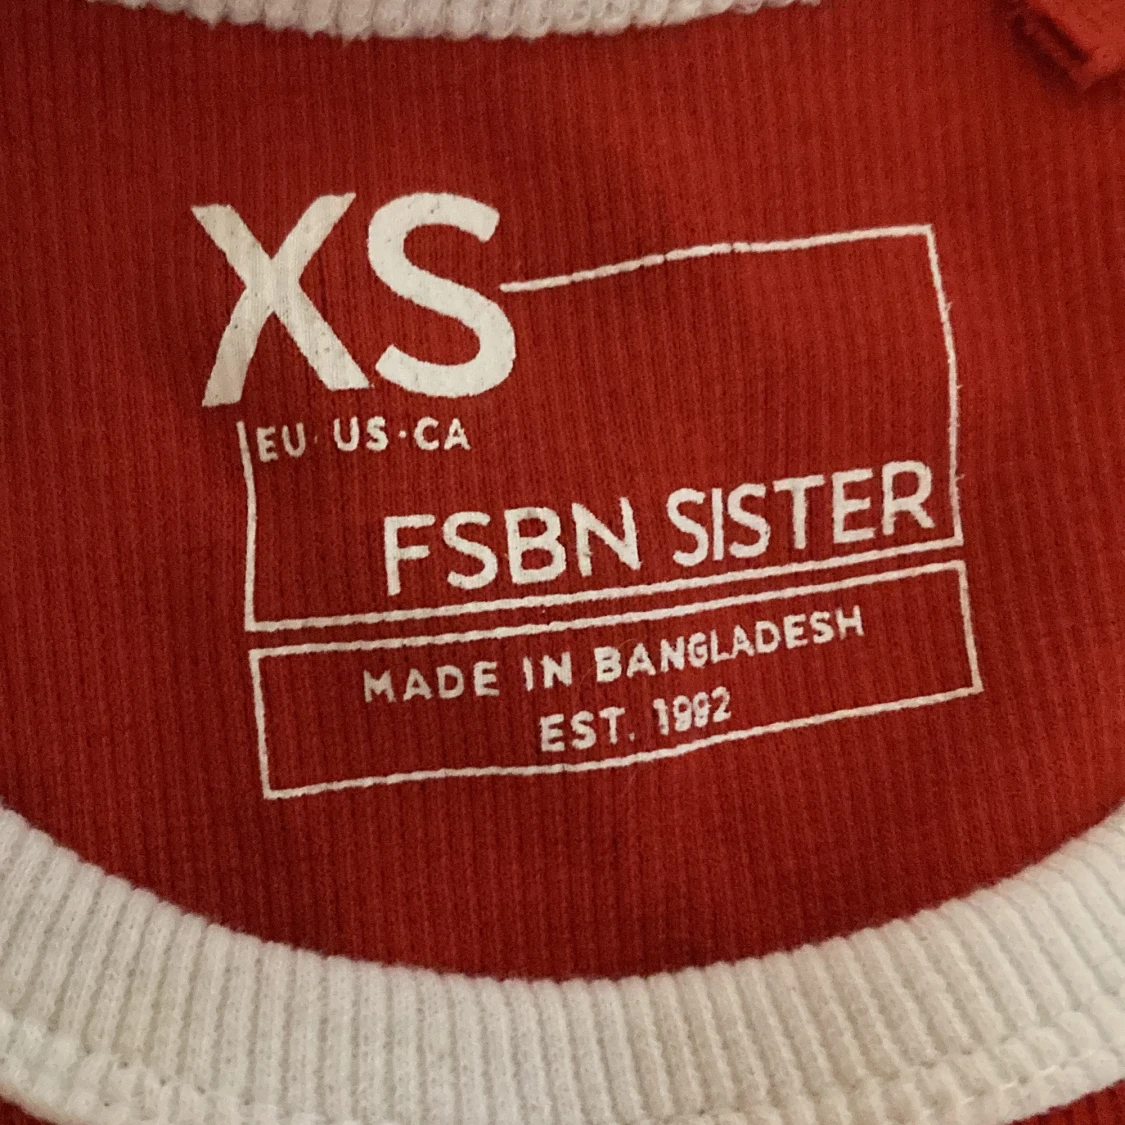 XS
EU·US·CA
FSBN SISTER
MADE IN BANGLADESH
EST. 1992